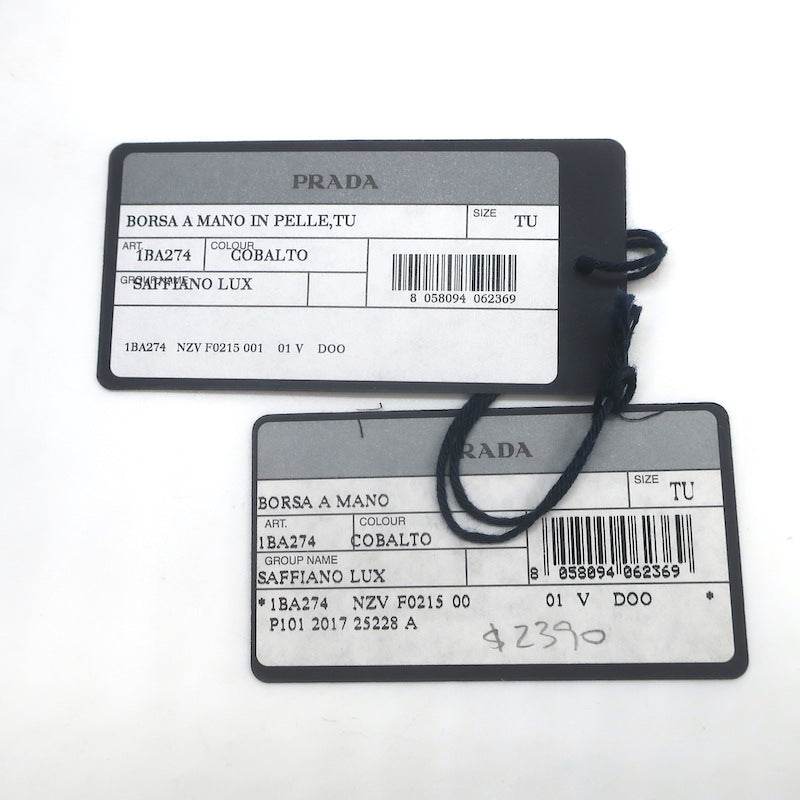 PRADA
BORSA A MANO IN PELLE,TU
SIZE TU
ART. 1BA274 COLOUR COBALTO
GROUP NAME SAFFIANO LUX
8 058094 062369
1BA274 NZV F0215 001 01 V DOO
RADA
BORSA A MANO
SIZE TU
ART. COLOUR
1BA274 COBALTO
GROUP NAME
SAFFIANO LUX
8 058094 062369
*1BA274 NZV F0215 00 01 V DOO *
P101 2017 25228 A
$2390